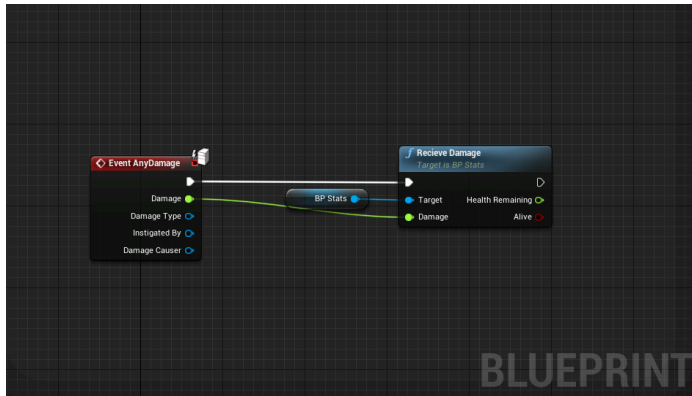 Event AnyDamage
Damage
Damage Type
Instigated By
Damage Causer
BP Stats
f Recieve Damage
Target is BP Stats
Target
Health Remaining
Damage
Alive
BLUEPRINT